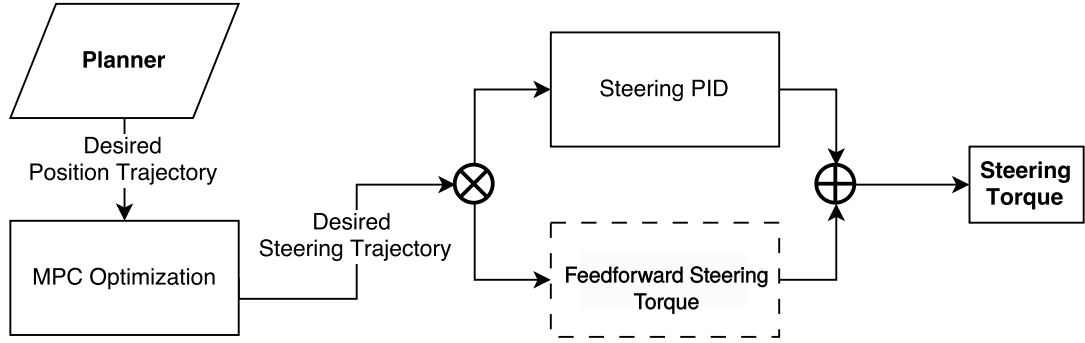 Planner
Desired
Position Trajectory
MPC Optimization
Desired
Steering Trajectory
Steering PID
Feedforward Steering
Torque
Steering
Torque